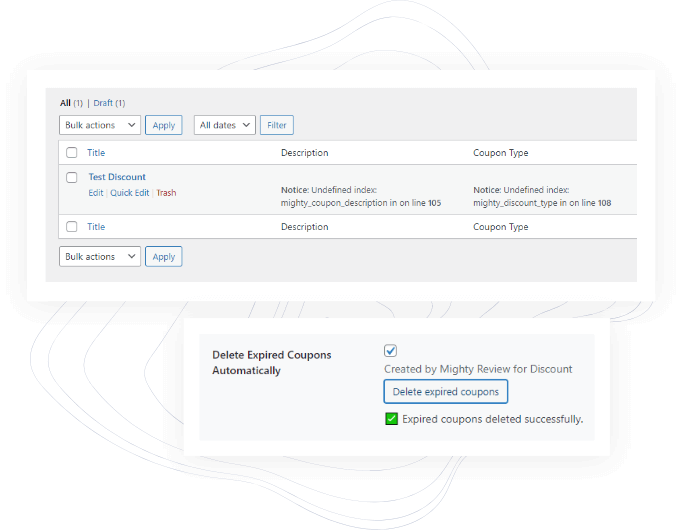 All (1) | Draft (1)
Bulk actions Apply All dates Filter
Title Description Coupon Type
Test Discount
Edit | Quick Edit | Trash
Notice: Undefined index:
mighty_coupon_description in on line 105
Notice: Undefined index:
mighty_discount_type in on line 108
Title Description Coupon Type
Bulk actions Apply
Delete Expired Coupons
Automatically
Created by Mighty Review for Discount
Delete expired coupons
Expired coupons deleted successfully.